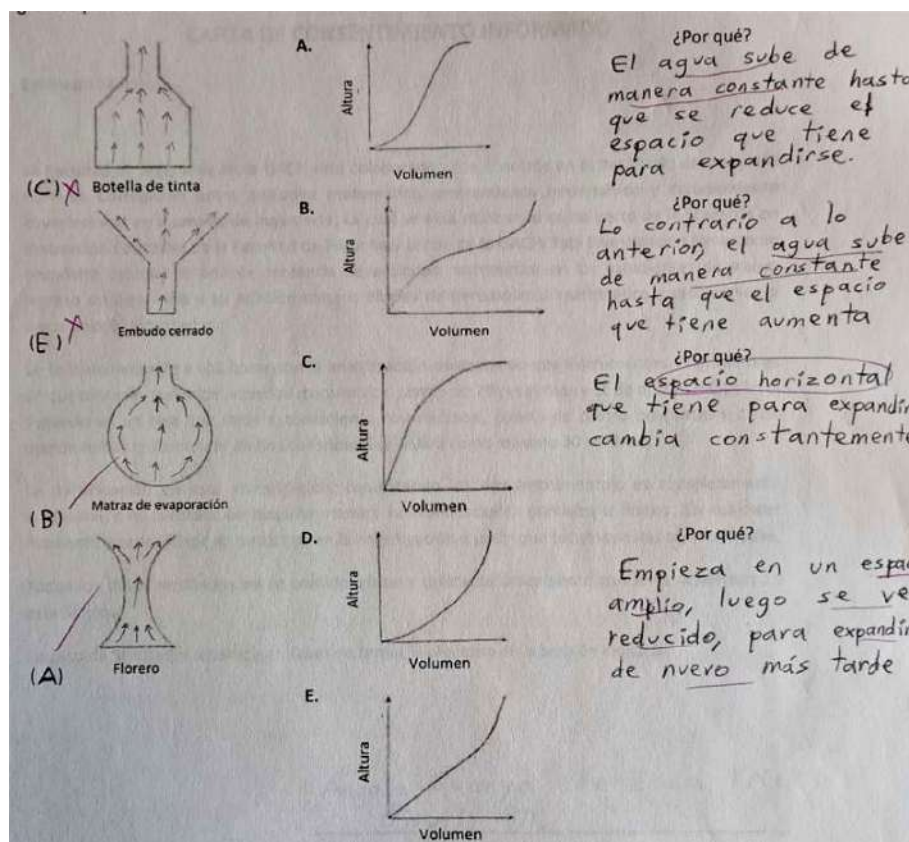 A.
Altura
Volumen
¿Por qué?
El agua sube de
manera constante hasta
que se reduce el
espacio que tiene
para expandirse.
(C) Botella de tinta
B.
Altura
Volumen
¿Por qué?
Lo contrario a lo
anterior, el agua sube
de manera constante
hasta que el espacio
que tiene aumenta
(E) Embudo cerrado
C.
Altura
Volumen
¿Por qué?
El espacio horizontal
que tiene para
cambia constantemente
(B) Matraz de evaporación
D.
Altura
Volumen
¿Por qué?
Empieza en un
amplio, luego se ve
reducido, para
de nuevo más tarde
(A) Florero
E.
Altura
Volumen